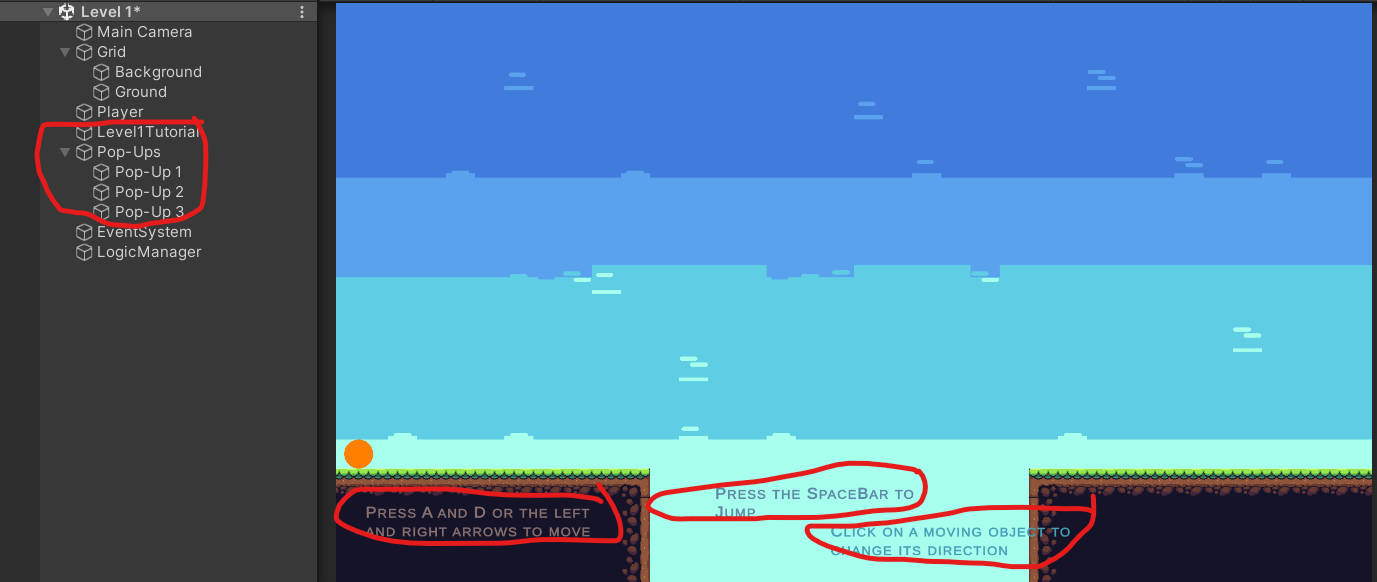 Level 1*
Main Camera
Grid
Background
Ground
Player
Level1Tutorial
Pop-Ups
Pop-Up 1
Pop-Up 2
Pop-Up 3
EventSystem
LogicManager
PRESS A AND D OR THE LEFT
AND RIGHT ARROWS TO MOVE
PRESS THE SPACEBAR TO
JUMP
CLICK ON A MOVING OBJECT TO
CHANGE ITS DIRECTION